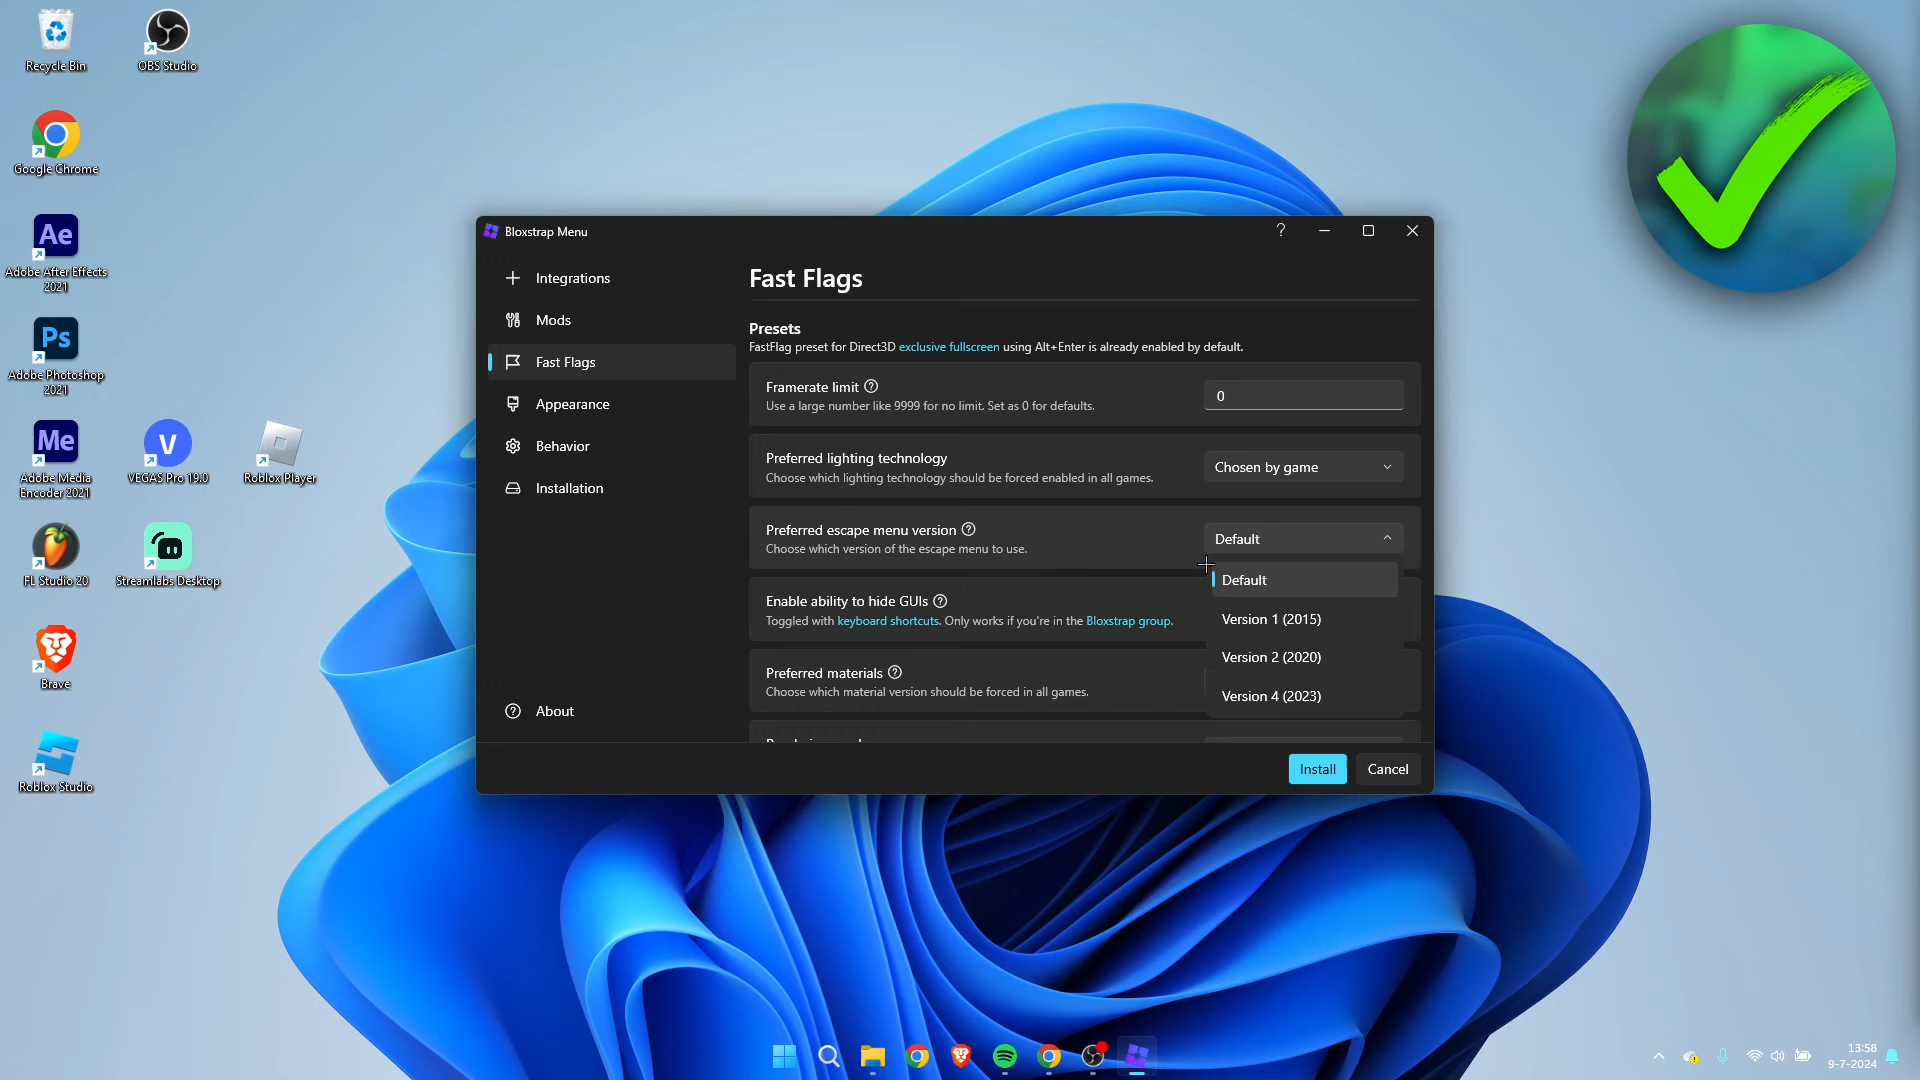 Recycle Bin
OBS Studio
Google Chrome
Ae
Adobe After Effects
2021
Ps
Adobe Photoshop
2021
Me
Adobe Media
Encoder 2021
V
VEGAS Pro 19.0
Roblox Player
FL Studio 20
Streamlabs Desktop
Brave
Roblox Studio
Bloxstrap Menu
Integrations
Mods
Fast Flags
Appearance
Behavior
Installation
About
Fast Flags
Presets
FastFlag preset for Direct3D exclusive fullscreen using Alt+Enter is already enabled by default.
Framerate limit
Use a large number like 9999 for no limit. Set as 0 for defaults.
0
Preferred lighting technology
Choose which lighting technology should be forced enabled in all games.
Chosen by game
Preferred escape menu version
Choose which version of the escape menu to use.
Default
Default
Version 1 (2015)
Version 2 (2020)
Version 4 (2023)
Enable ability to hide GUIs
Toggled with keyboard shortcuts. Only works if you're in the Bloxstrap group.
Preferred materials
Choose which material version should be forced in all games.
Install
Cancel
13:58
9-7-2024